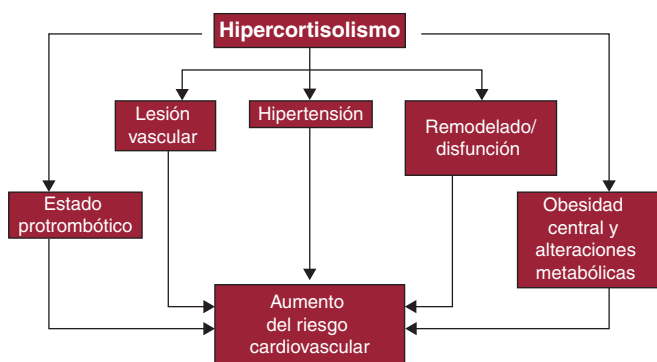 Hipercortisolismo
Lesión
vascular
Hipertensión
Remodelado/
disfunción
Estado
protrombótico
Obesidad
central y
alteraciones
metabólicas
Aumento
del riesgo
cardiovascular